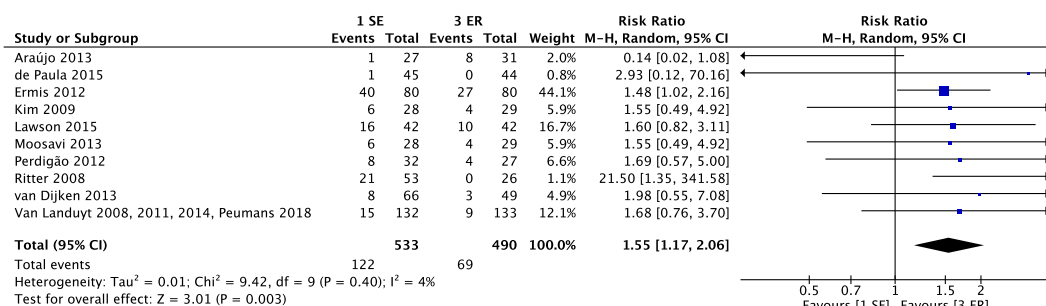 1 SE 3 ER Risk Ratio Risk Ratio
Study or Subgroup Events Total Events Total Weight M-H, Random, 95% CI M-H, Random, 95% CI
Araújo 2013 1 27 8 31 2.0% 0.14 [0.02, 1.08]
de Paula 2015 1 45 0 44 0.8% 2.93 [0.12, 70.16]
Ermis 2012 40 80 27 80 44.1% 1.48 [1.02, 2.16]
Kim 2009 6 28 4 29 5.9% 1.55 [0.49, 4.92]
Lawson 2015 16 42 10 42 16.7% 1.60 [0.82, 3.11]
Moosavi 2013 6 28 4 29 5.9% 1.55 [0.49, 4.92]
Perdigão 2012 8 32 4 27 6.6% 1.69 [0.57, 5.00]
Ritter 2008 21 53 0 26 1.1% 21.50 [1.35, 341.58]
van Dijken 2013 8 66 3 49 4.9% 1.98 [0.55, 7.08]
Van Landuyt 2008, 2011, 2014, Peumans 2018 15 132 9 133 12.1% 1.68 [0.76, 3.70]
Total (95% CI) 533 490 100.0% 1.55 [1.17, 2.06]
Total events 122 69
Heterogeneity: Tau² = 0.01; Chi² = 9.42, df = 9 (P = 0.40); I² = 4%
Test for overall effect: Z = 3.01 (P = 0.003)
0.5 0.7 1 1.5 2
Favours [1 SE] Favours [3 ER]